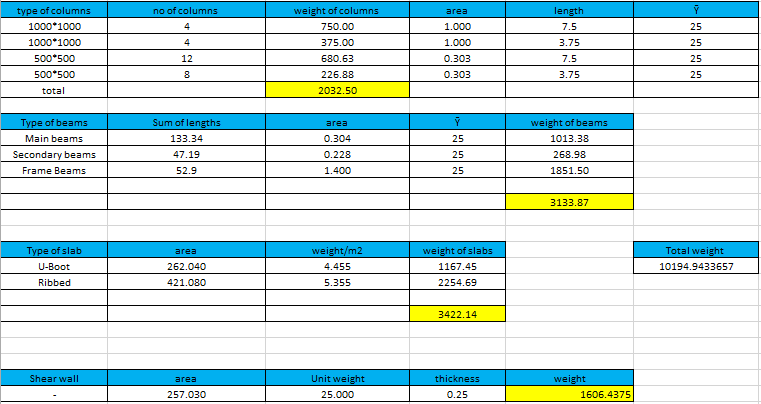 type of columns no of columns weight of columns area length Ȳ
1000*1000 4 750.00 1.000 7.5 25
1000*1000 4 375.00 1.000 3.75 25
500*500 12 680.63 0.303 7.5 25
500*500 8 226.88 0.303 3.75 25
total 2032.50
Type of beams Sum of lengths area Ȳ weight of beams
Main beams 133.34 0.304 25 1013.38
Secondary beams 47.19 0.228 25 268.98
Frame Beams 52.9 1.400 25 1851.50
3133.87
Type of slab area weight/m2 weight of slabs Total weight
U-Boot 262.040 4.455 1167.45 10194.9433657
Ribbed 421.080 5.355 2254.69
3422.14
Shear wall area Unit weight thickness weight
- 257.030 25.000 0.25 1606.4375